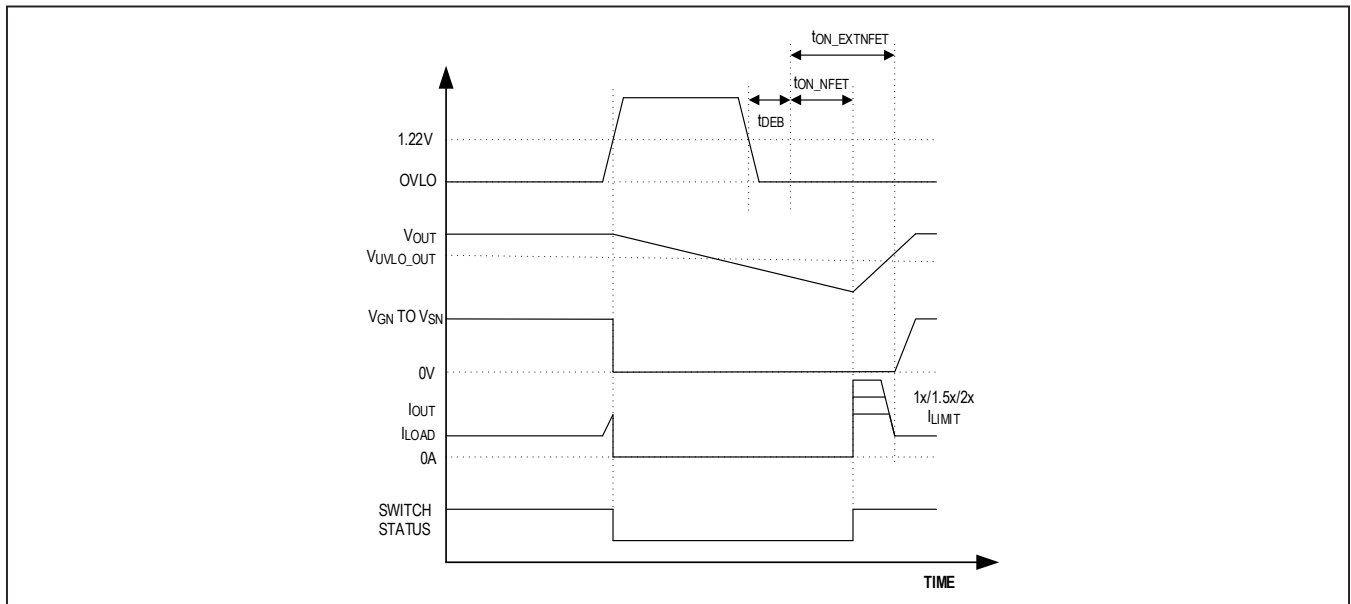 tON_EXTNFET
tON_NFET
tDEB
1.22V
OVLO
VOUT
VUVLO_OUT
VGN TO VSN
0V
1x/1.5x/2x
ILIMIT
IOUT
ILOAD
0A
SWITCH
STATUS
TIME